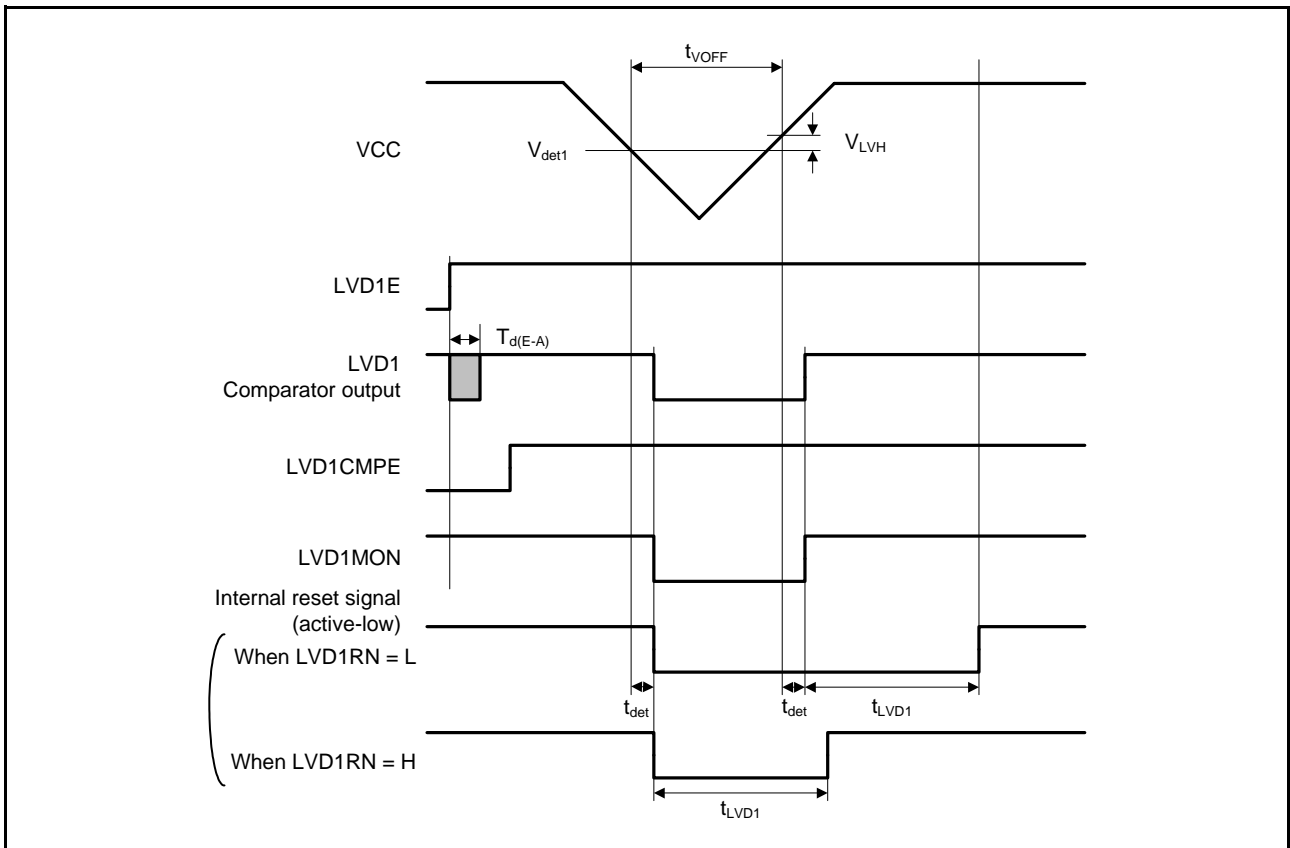 tVOFF
VCC
Vdet1
VLVH
LVD1E
Td(E-A)
LVD1
Comparator output
LVD1CMPE
LVD1MON
Internal reset signal
(active-low)
When LVD1RN = L
tdet
tdet
tLVD1
When LVD1RN = H
tLVD1